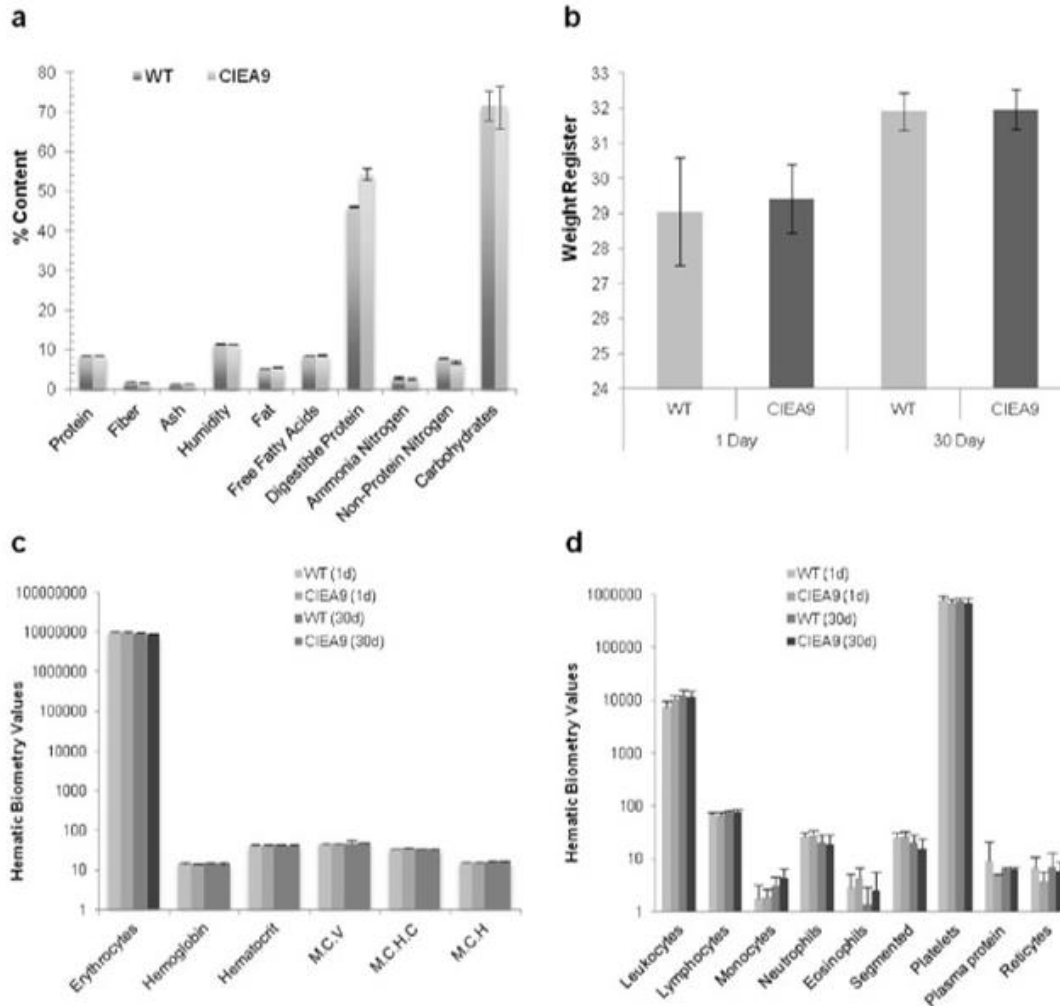 a
WT CIEA9
% Content
80
70
60
50
40
30
20
10
0
Protein
Fiber
Ash
Humidity
Fat
Free Fatty Acids
Digestible Protein
Ammonia Nitrogen
Non-Protein Nitrogen
Carbohydrates
b
Weight Register
33
32
31
30
29
28
27
26
25
24
WT CIEA9 WT CIEA9
1 Day 30 Day
c
WT (1d)
CIEA9 (1d)
WT (30d)
CIEA9 (30d)
Hematic Biometry Values
100000000
10000000
1000000
100000
10000
1000
100
10
1
Erythrocytes
Hemoglobin
Hematocrit
M.C.V
M.C.H.C
M.C.H
d
WT (1d)
CIEA9 (1d)
WT (30d)
CIEA9 (30d)
Hematic Biometry Values
1000000
100000
10000
1000
100
10
1
Leukocytes
Lymphocytes
Monocytes
Neutrophils
Eosinophils
Segmented
Platelets
Plasma protein
Reticytes